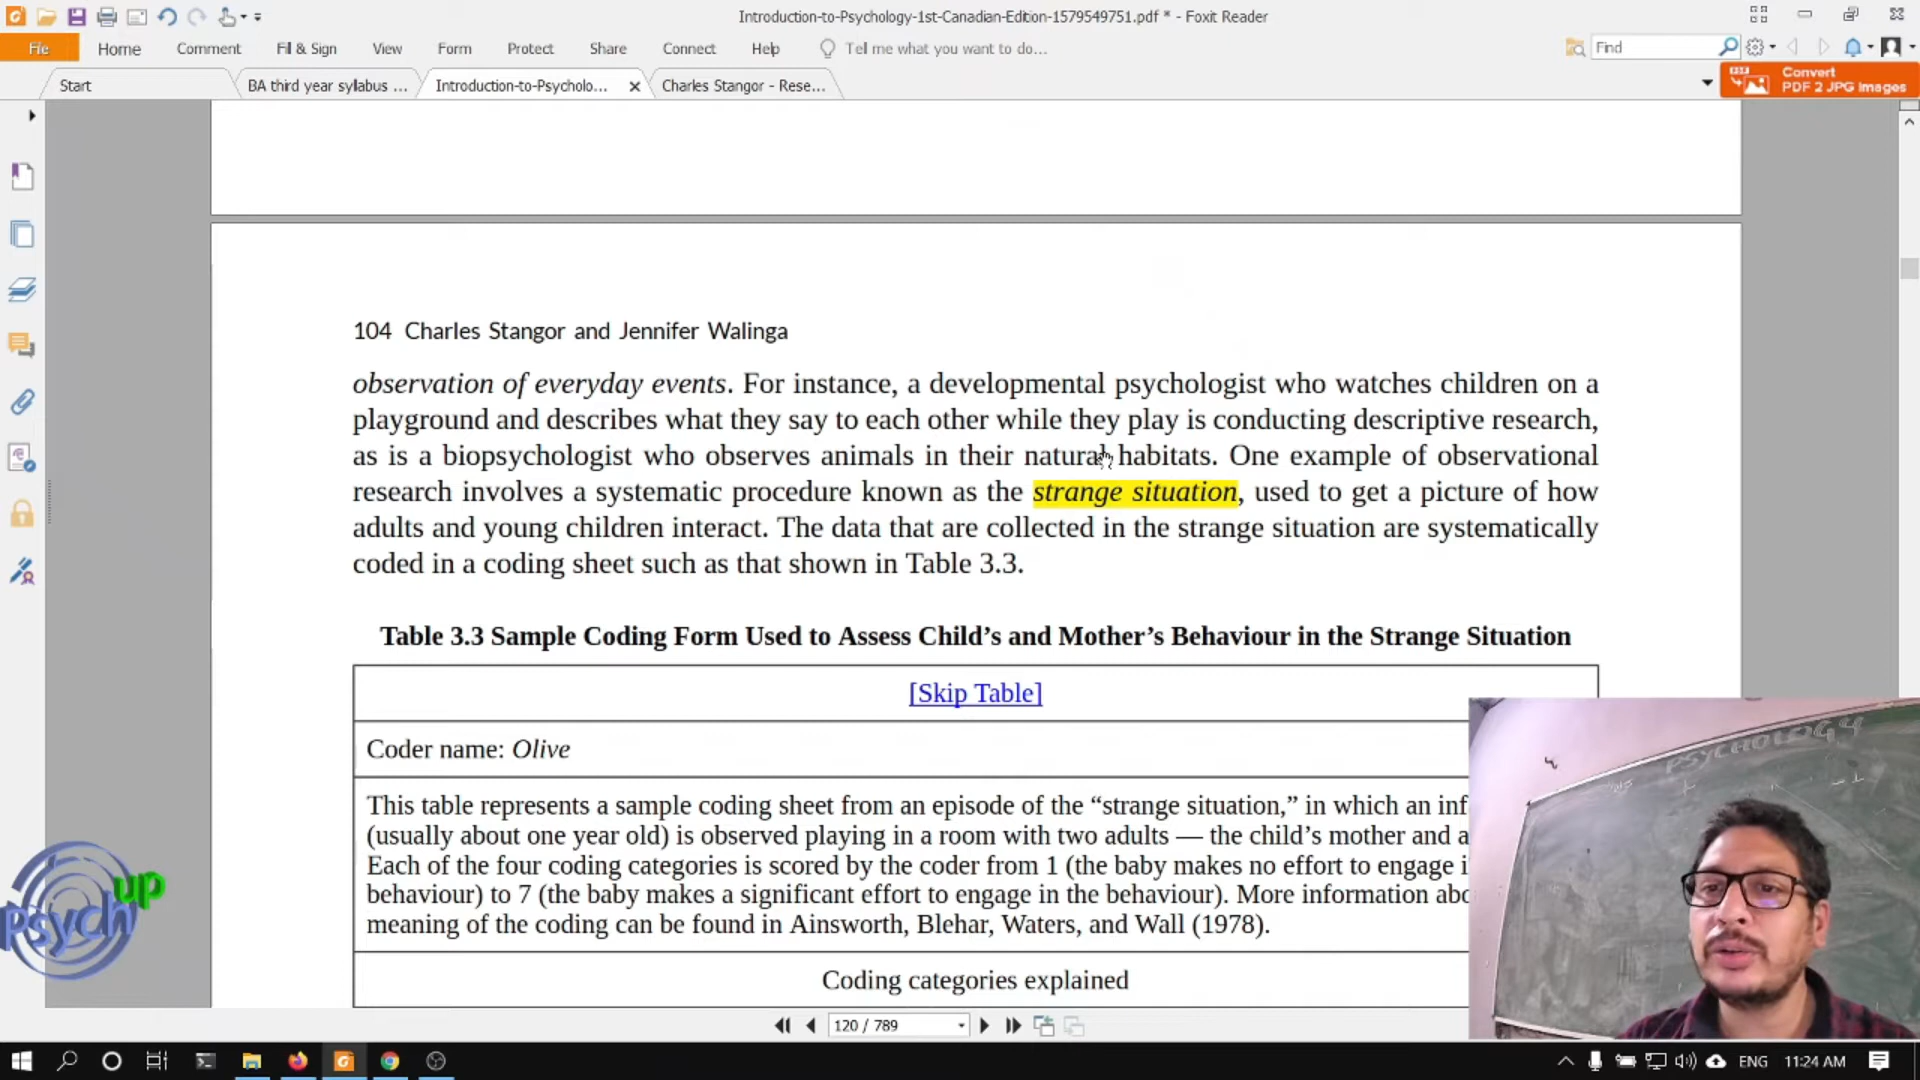 Introduction-to-Psychology-1st-Canadian-Edition-1579549751.pdf * - Foxit Reader
File Home Comment Fill & Sign View Form Protect Share Connect Help Tell me what you want to do...
Find
Start
BA third year syllabus ...
Introduction-to-Psycholo...
Charles Stangor - Rese...
Convert
PDF 2 JPG Images
104 Charles Stangor and Jennifer Walinga
observation of everyday events. For instance, a developmental psychologist who watches children on a
playground and describes what they say to each other while they play is conducting descriptive research,
as is a biopsychologist who observes animals in their natural habitats. One example of observational
research involves a systematic procedure known as the strange situation, used to get a picture of how
adults and young children interact. The data that are collected in the strange situation are systematically
coded in a coding sheet such as that shown in Table 3.3.
Table 3.3 Sample Coding Form Used to Assess Child’s and Mother’s Behaviour in the Strange Situation
[Skip Table]
Coder name: Olive
This table represents a sample coding sheet from an episode of the “strange situation,” in which an inf
(usually about one year old) is observed playing in a room with two adults — the child’s mother and a
Each of the four coding categories is scored by the coder from 1 (the baby makes no effort to engage i
behaviour) to 7 (the baby makes a significant effort to engage in the behaviour). More information abo
meaning of the coding can be found in Ainsworth, Blehar, Waters, and Wall (1978).
Coding categories explained
PSYCHOLOGY
Psych up
120 / 789
ENG
11:24 AM